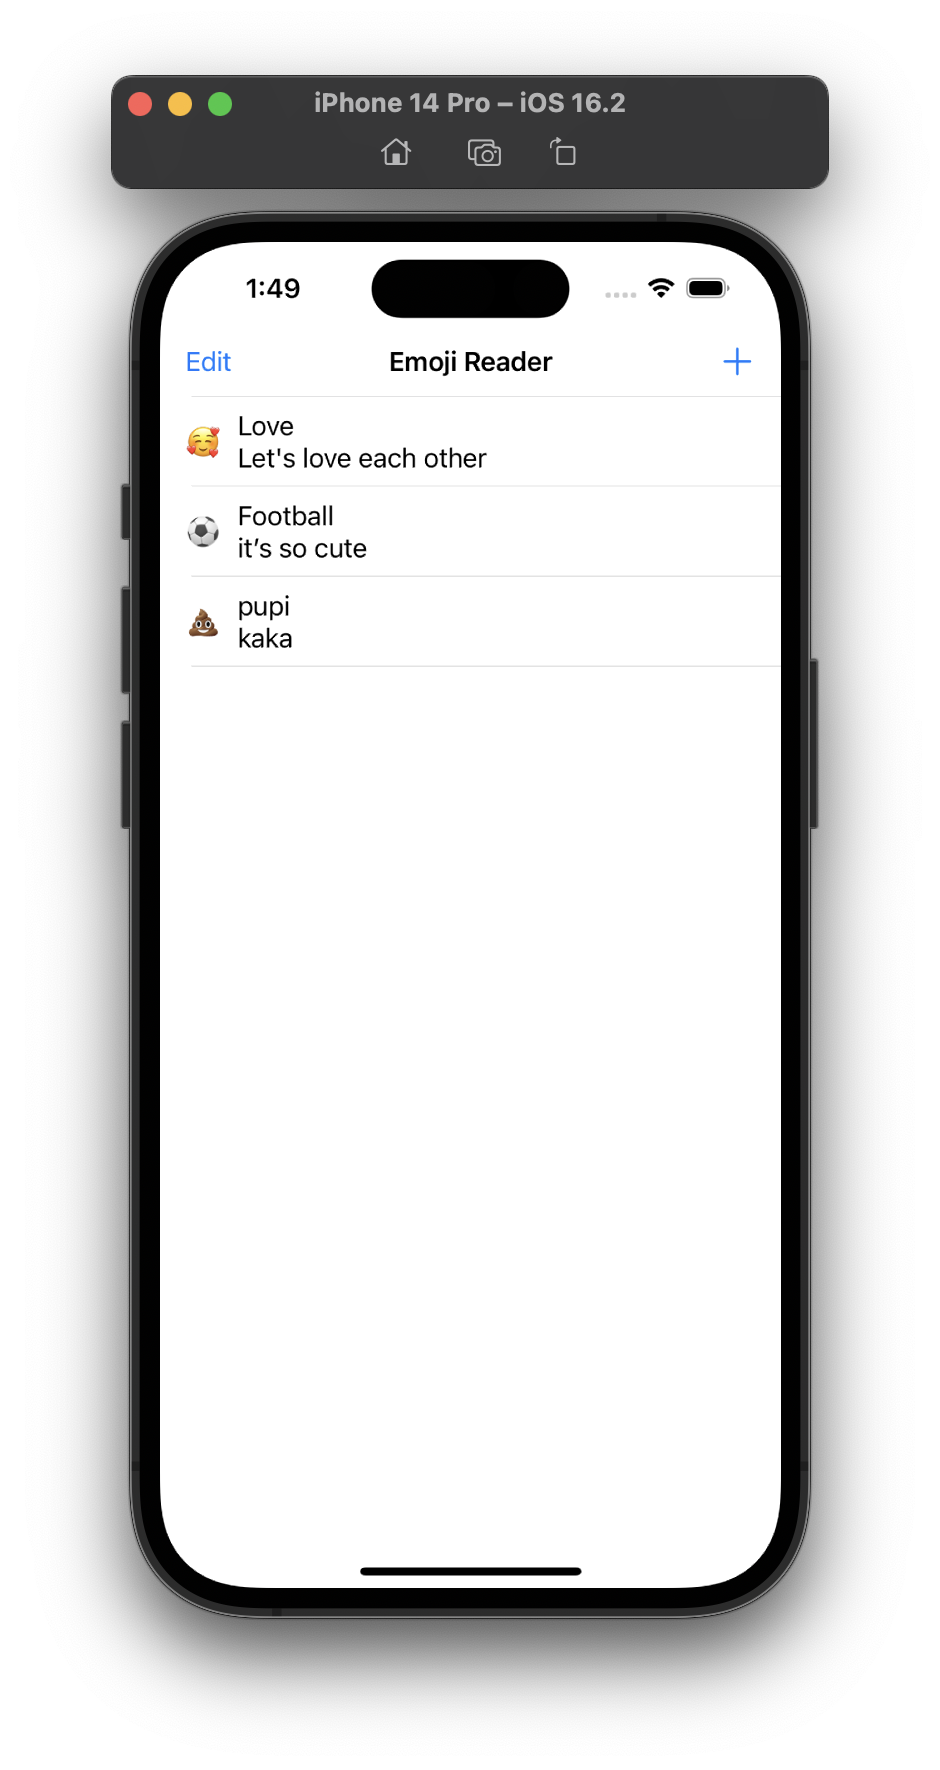 iPhone 14 Pro – iOS 16.2
1:49
Edit
Emoji Reader
🥰 Love
Let's love each other
⚽ Football
it’s so cute
💩 pupi
kaka